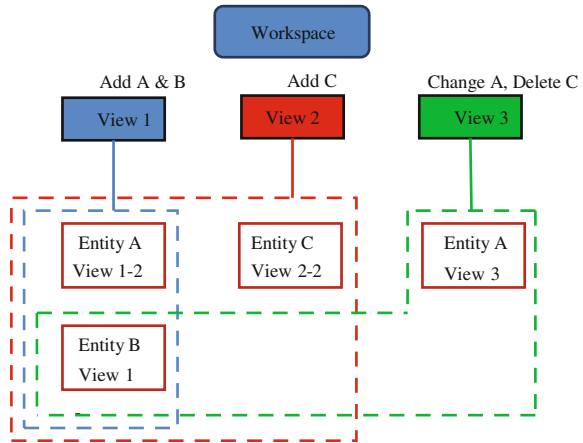 Workspace
Add A & B
Add C
Change A, Delete C
View 1
View 2
View 3
Entity A
View 1-2
Entity C
View 2-2
Entity A
View 3
Entity B
View 1